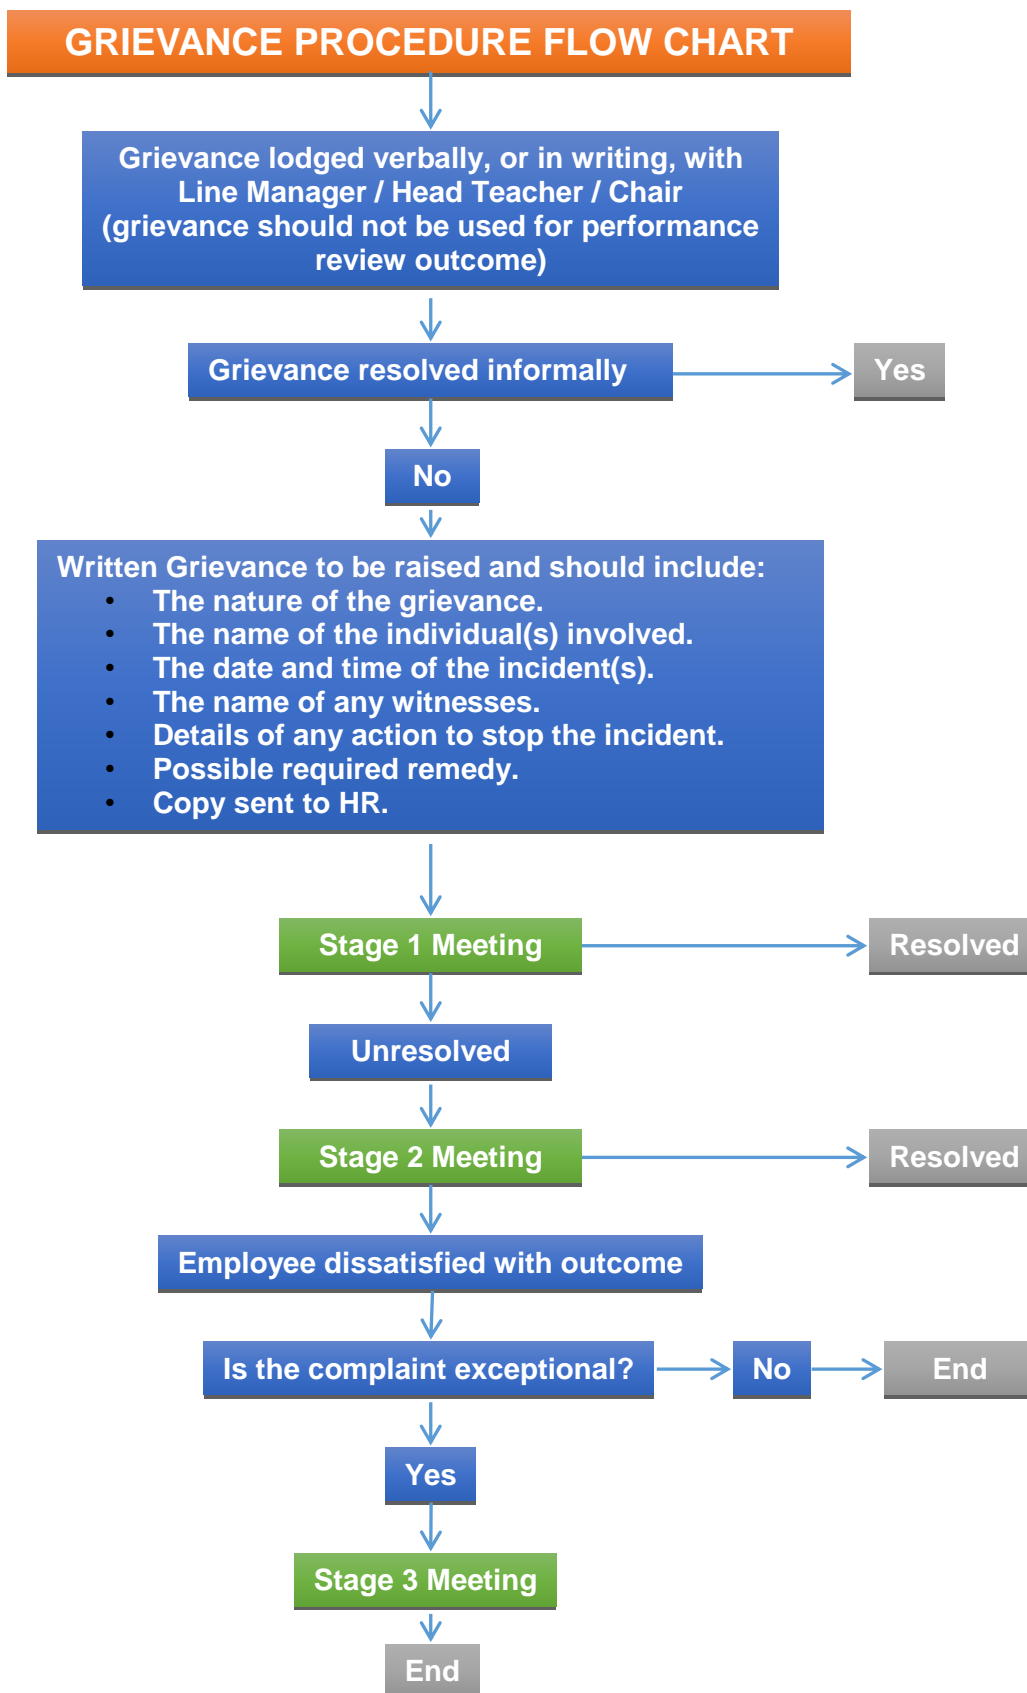 GRIEVANCE PROCEDURE FLOW CHART
Grievance lodged verbally, or in writing, with
Line Manager / Head Teacher / Chair
(grievance should not be used for performance
review outcome)
Grievance resolved informally
Yes
No
Written Grievance to be raised and should include:
• The nature of the grievance.
• The name of the individual(s) involved.
• The date and time of the incident(s).
• The name of any witnesses.
• Details of any action to stop the incident.
• Possible required remedy.
• Copy sent to HR.
Stage 1 Meeting
Resolved
Unresolved
Stage 2 Meeting
Resolved
Employee dissatisfied with outcome
Is the complaint exceptional?
No
End
Yes
Stage 3 Meeting
End